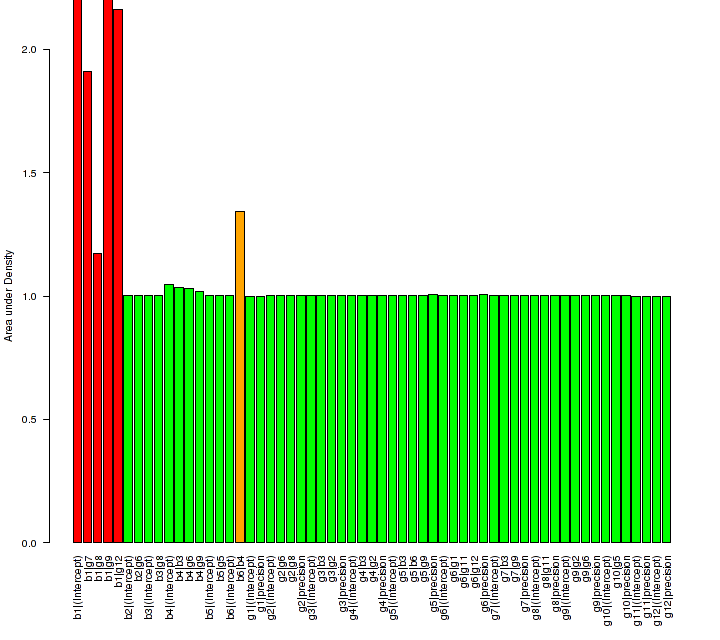 2.0
1.5
1.0
0.5
0.0
Area under Density
b1|(Intercept)
b1|g7
b1|g8
b1|g9
b1|g12
b2|(Intercept)
b2|g6
b3|(Intercept)
b3|g8
b4|(Intercept)
b4|b3
b4|g6
b4|g9
b5|(Intercept)
b5|g5
b6|(Intercept)
b6|b4
g1|(Intercept)
g1|precision
g2|(Intercept)
g2|g6
g2|g8
g2|precision
g3|(Intercept)
g3|b3
g3|g2
g3|precision
g4|(Intercept)
g4|b3
g4|g2
g4|precision
g5|(Intercept)
g5|b3
g5|b6
g5|g9
g5|precision
g6|(Intercept)
g6|g1
g6|g11
g6|g12
g6|precision
g7|(Intercept)
g7|b3
g7|g9
g7|precision
g8|(Intercept)
g8|g11
g8|precision
g9|(Intercept)
g9|g2
g9|g6
g9|precision
g10|(Intercept)
g10|g5
g10|precision
g11|(Intercept)
g11|precision
g12|(Intercept)
g12|precision